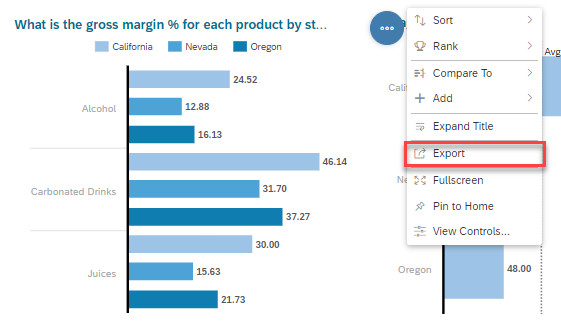 What is the gross margin % for each product by st...
California Nevada Oregon
Alcohol
24.52
12.88
16.13
Carbonated Drinks
46.14
31.70
37.27
Juices
30.00
15.63
21.73
Sort
Rank
Compare To
Add
Expand Title
Export
Fullscreen
Pin to Home
View Controls...
Avg
Oregon
48.00